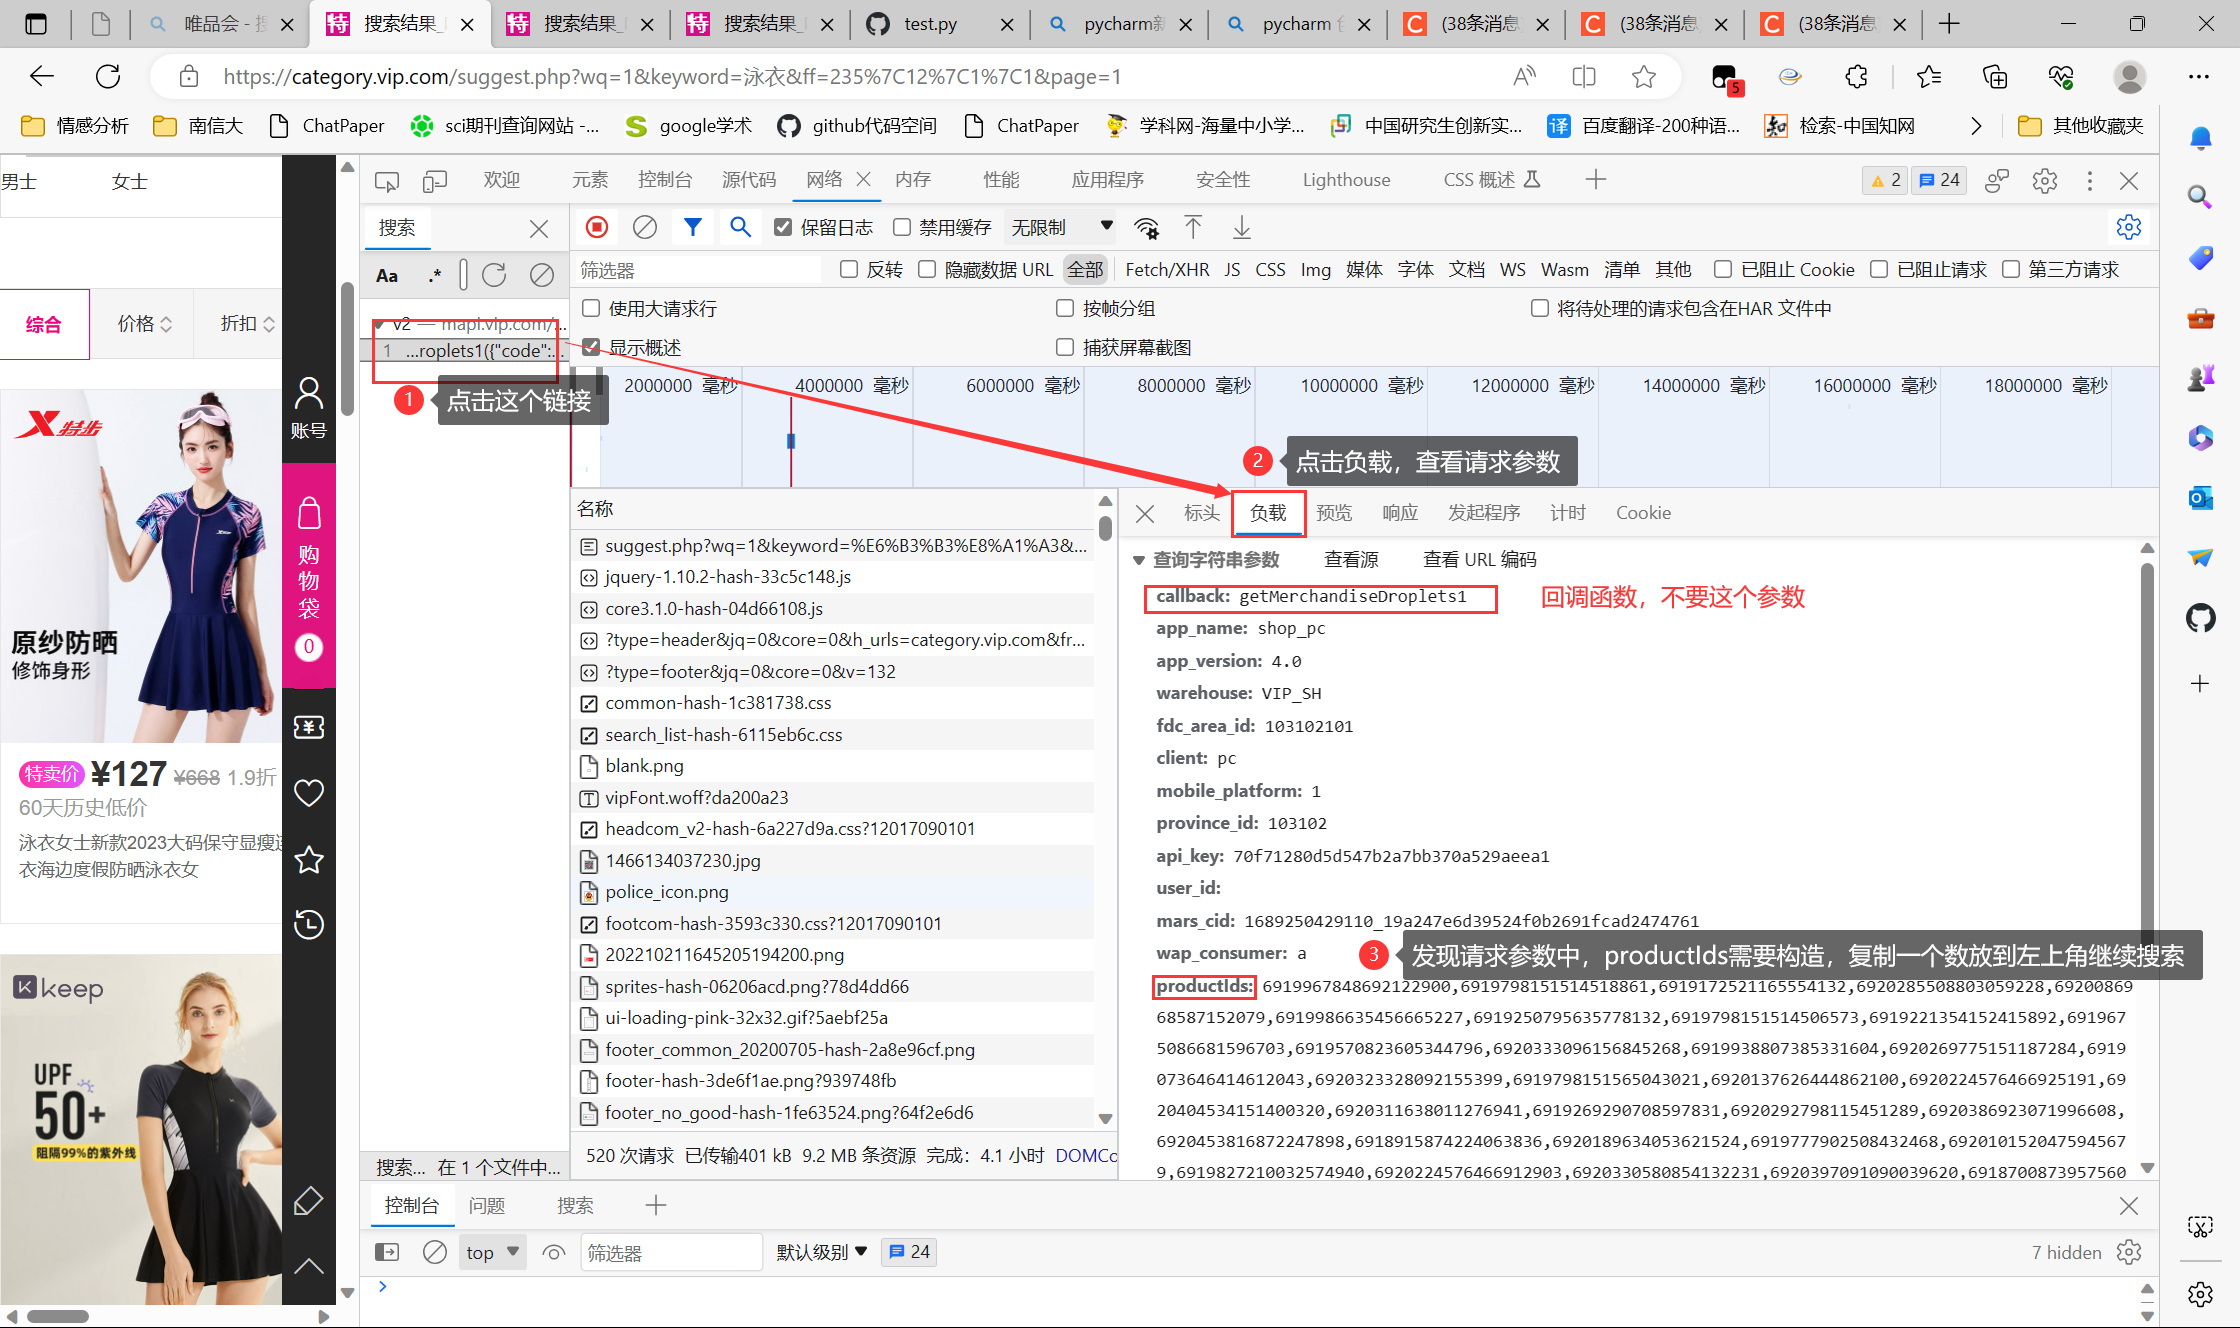 唯品会 - 搜
搜索结果_
搜索结果_
搜索结果_
test.py
pycharm新
pycharm
(38条消息
(38条消息
(38条消息
https://category.vip.com/suggest.php?wq=1&keyword=泳衣&ff=235%7C12%7C1%7C1&page=1
5
情感分析
南信大
ChatPaper
sci期刊查询网站 -...
google学术
github代码空间
ChatPaper
学科网-海量中小学...
中国研究生创新实...
百度翻译-200种语...
检索-中国知网
其他收藏夹
男士
女士
综合
价格
折扣
特步
原纱防晒
修饰身形
特卖价 ¥127 ¥668 1.9折
60天历史低价
泳衣女士新款2023大码保守显瘦连
衣海边度假防晒泳衣女
keep
UPF
50+
阻隔99%的紫外线
账号
购物袋
0
欢迎
元素
控制台
源代码
网络
内存
性能
应用程序
安全性
Lighthouse
CSS 概述
2
24
搜索
保留日志
禁用缓存
无限制
Aa
.*
筛选器
反转
隐藏数据 URL
全部
Fetch/XHR
JS
CSS
Img
媒体
字体
文档
WS
Wasm
清单
其他
已阻止 Cookie
已阻止请求
第三方请求
v2 — mapi.vip.com/...
1 ...roplets1({"code":...
使用大请求行
按帧分组
将待处理的请求包含在HAR 文件中
显示概述
捕获屏幕截图
2000000 毫秒
4000000 毫秒
6000000 毫秒
8000000 毫秒
10000000 毫秒
12000000 毫秒
14000000 毫秒
16000000 毫秒
18000000 毫秒
1 点击这个链接
2 点击负载，查看请求参数
名称
suggest.php?wq=1&keyword=%E6%B3%B3%E8%A1%A3&...
jquery-1.10.2-hash-33c5c148.js
core3.1.0-hash-04d66108.js
?type=header&jq=0&core=0&h_urls=category.vip.com&fr...
?type=footer&jq=0&core=0&v=132
common-hash-1c381738.css
search_list-hash-6115eb6c.css
blank.png
vipFont.woff?da200a23
headcom_v2-hash-6a227d9a.css?12017090101
1466134037230.jpg
police_icon.png
footcom-hash-3593c330.css?12017090101
202210211645205194200.png
sprites-hash-06206acd.png?78d4dd66
ui-loading-pink-32x32.gif?5aebf25a
footer_common_20200705-hash-2a8e96cf.png
footer-hash-3de6f1ae.png?939748fb
footer_no_good-hash-1fe63524.png?64f2e6d6
520 次请求 已传输401 kB 9.2 MB 条资源 完成：4.1 小时 DOMCo
标头
负载
预览
响应
发起程序
计时
Cookie
查询字符串参数
查看源
查看 URL 编码
callback: getMerchandiseDroplets1
回调函数，不要这个参数
app_name: shop_pc
app_version: 4.0
warehouse: VIP_SH
fdc_area_id: 103102101
client: pc
mobile_platform: 1
province_id: 103102
api_key: 70f71280d5d547b2a7bb370a529aeea1
user_id:
mars_cid: 1689250429110_19a247e6d39524f0b2691fcad2474761
wap_consumer: a
3 发现请求参数中，productIds需要构造，复制一个数放到左上角继续搜索
productIds: 6919967848692122900,6919798151514518861,6919172521165554132,6920285508803059228,69200869
68587152079,6919986635456665227,6919250795635778132,6919798151514506573,6919221354152415892,691967
5086681596703,6919570823605344796,6920333096156845268,6919938807385331604,6920269775151187284,6919
073646414612043,6920323328092155399,6919798151565043021,6920137626444862100,6920224576466925191,69
20404534151400320,6920311638011276941,6919269290708597831,6920292798115451289,6920386923071996608,
6920453816872247898,6918915874224063836,6920189634053621524,6919777902508432468,692010152047594567
9,6919827210032574940,6920224576466912903,6920330580854132231,6920397091090039620,6918700873957560
搜索... 在 1 个文件中...
控制台
问题
搜索
top
筛选器
默认级别
24
7 hidden